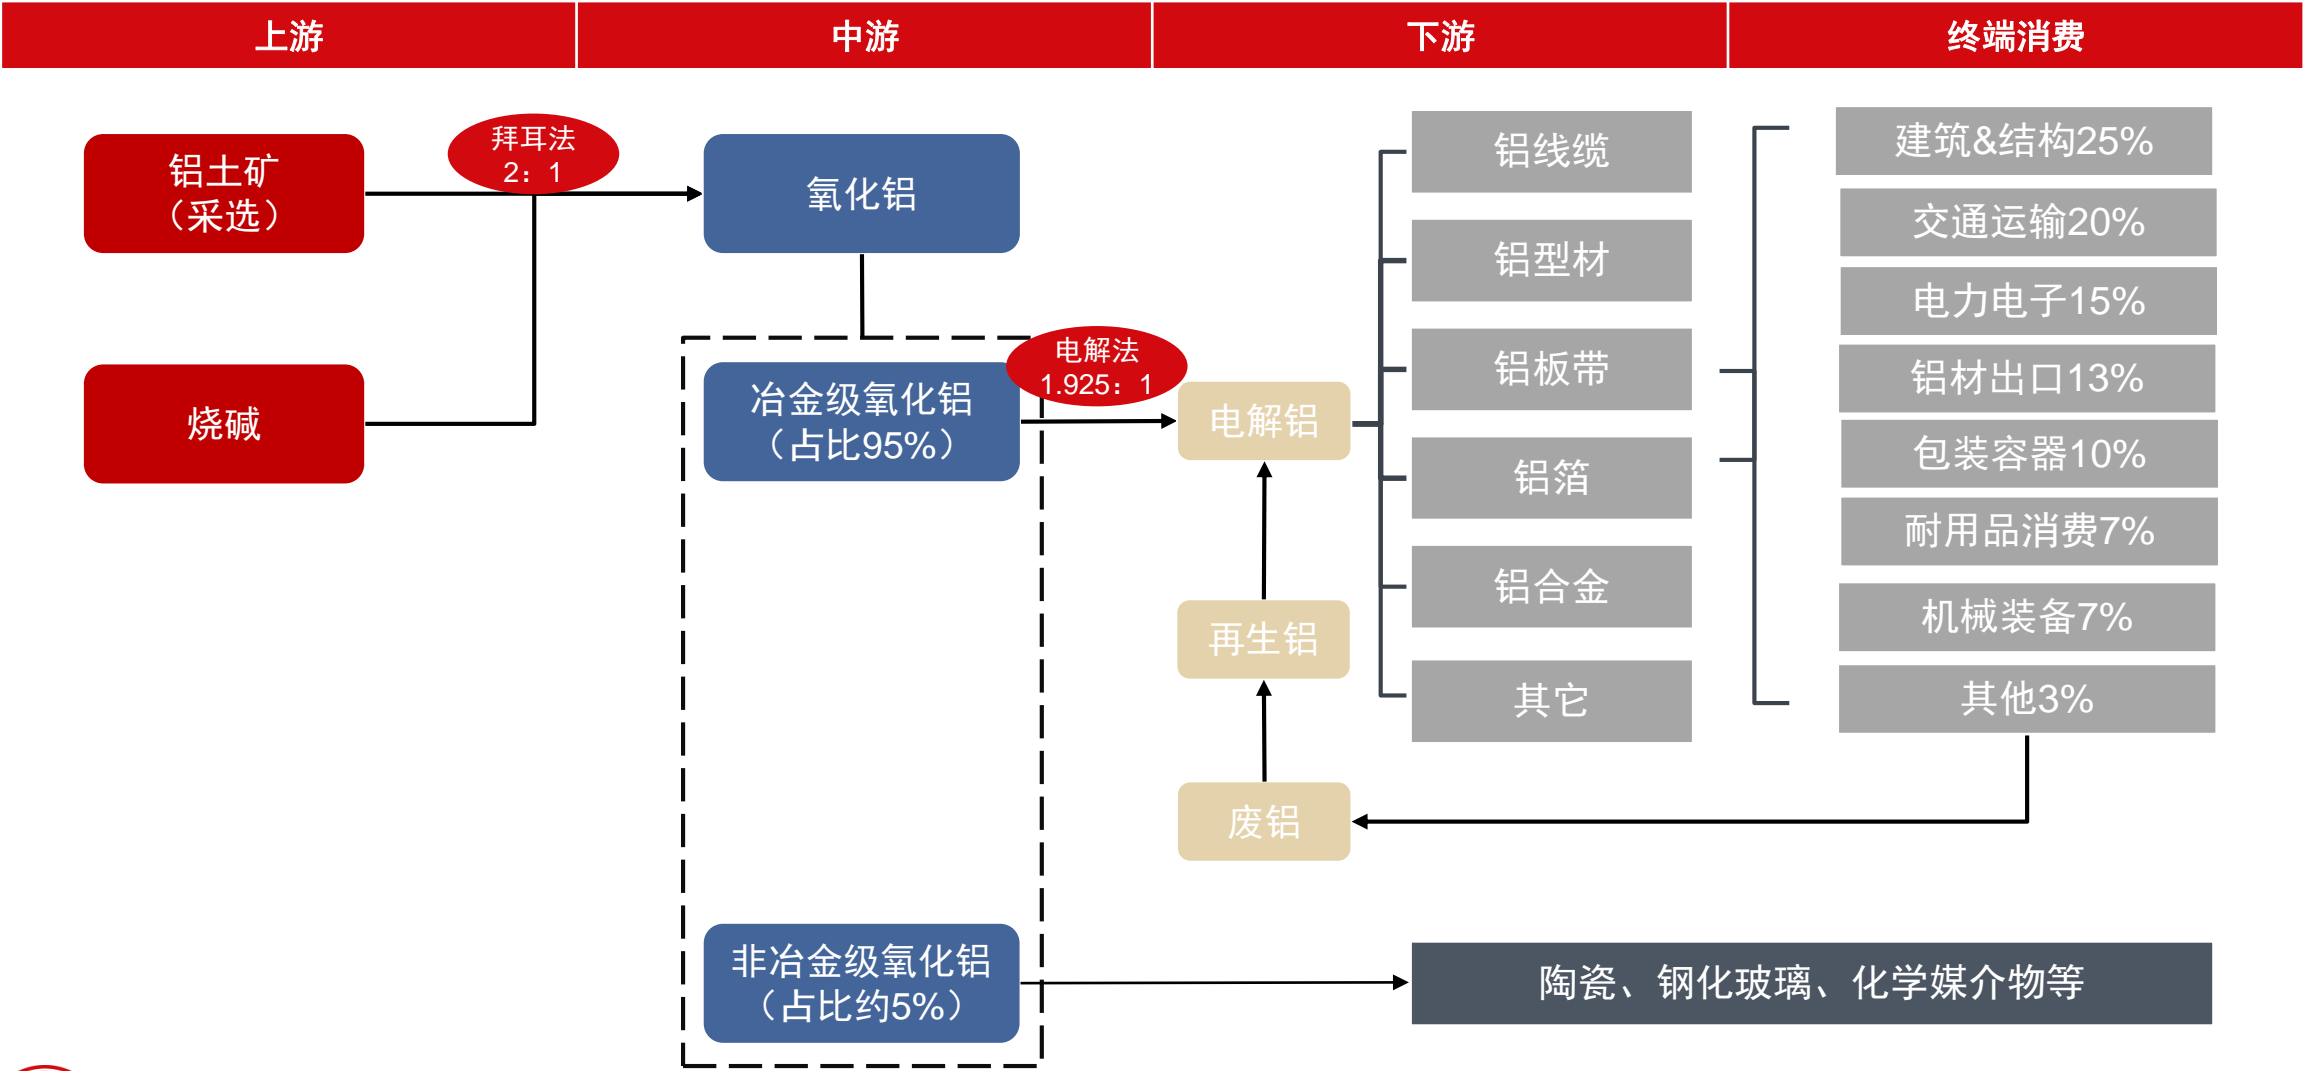 上游
中游
下游
终端消费
铝土矿
（采选）
拜耳法
2：1
氧化铝
烧碱
冶金级氧化铝
（占比95%）
电解法
1.925：1
电解铝
再生铝
废铝
非冶金级氧化铝
（占比约5%）
铝线缆
铝型材
铝板带
铝箔
铝合金
其它
建筑&结构25%
交通运输20%
电力电子15%
铝材出口13%
包装容器10%
耐用品消费7%
机械装备7%
其他3%
陶瓷、钢化玻璃、化学媒介物等